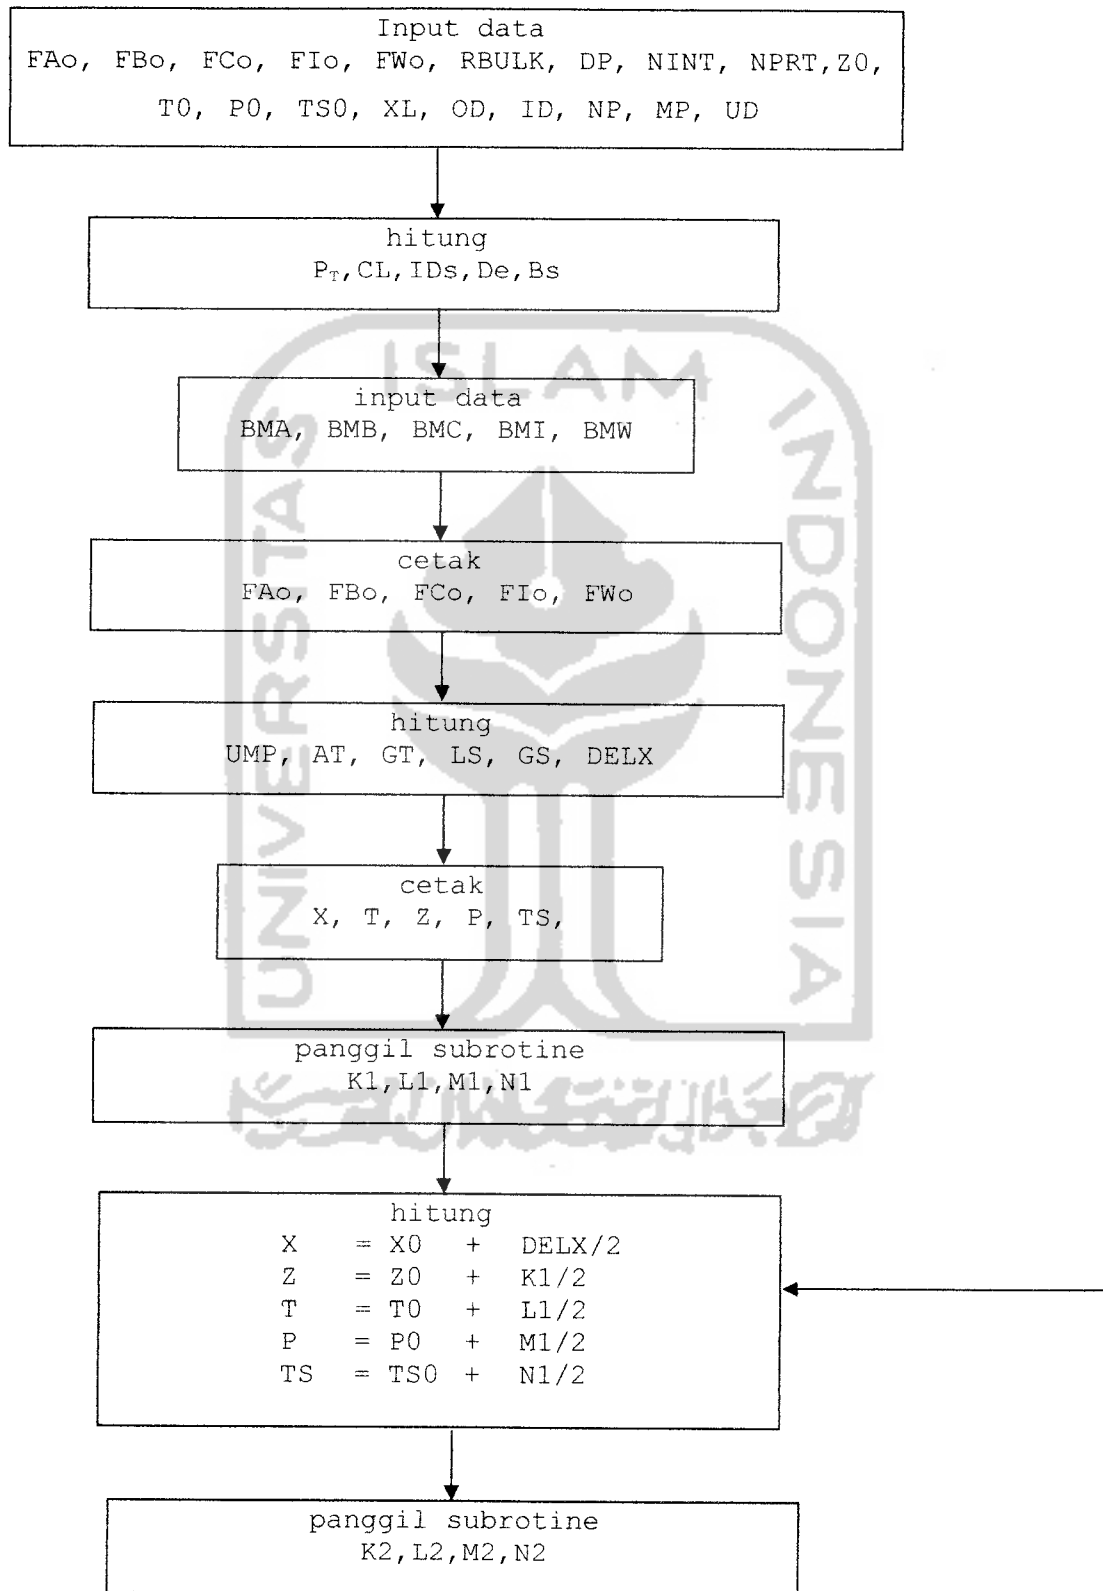 Input data
FAo, FBo, FCo, FIo, FWo, RBULK, DP, NINT, NPRT,Z0,
T0, P0, TS0, XL, OD, ID, NP, MP, UD
hitung
P_T,CL,IDs,De,Bs
input data
BMA, BMB, BMC, BMI, BMW
cetak
FAo, FBo, FCo, FIo, FWo
hitung
UMP, AT, GT, LS, GS, DELX
cetak
X, T, Z, P, TS,
panggil subrotine
K1,L1,M1,N1
hitung
X = X0 + DELX/2
Z = Z0 + K1/2
T = T0 + L1/2
P = P0 + M1/2
TS = TS0 + N1/2
panggil subrotine
K2,L2,M2,N2
UNIVERSITAS ISLAM INDONESIA